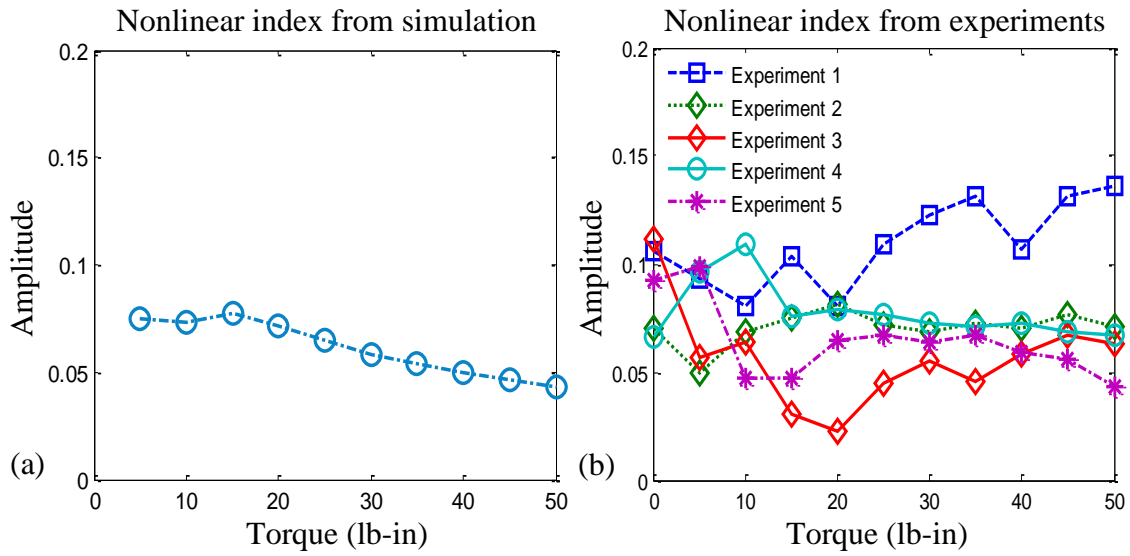 Nonlinear index from simulation
0.2
0.15
0.1
0.05
0
Amplitude
(a)
0
10
20
30
40
50
Torque (lb-in)
Nonlinear index from experiments
0.2
0.15
0.1
0.05
0
Amplitude
Experiment 1
Experiment 2
Experiment 3
Experiment 4
Experiment 5
(b)
0
10
20
30
40
50
Torque (lb-in)